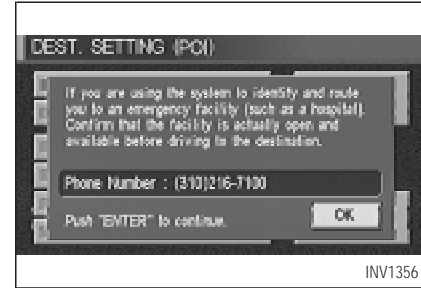 DEST. SETTING (POI)
If you are using the system to identify and route
you to an emergency facility (such as a hospital).
Confirm that the facility is actually open and
available before driving to the destination.
Phone Number : (310)216-7100
Push "ENTER" to continue.
OK
INV1356